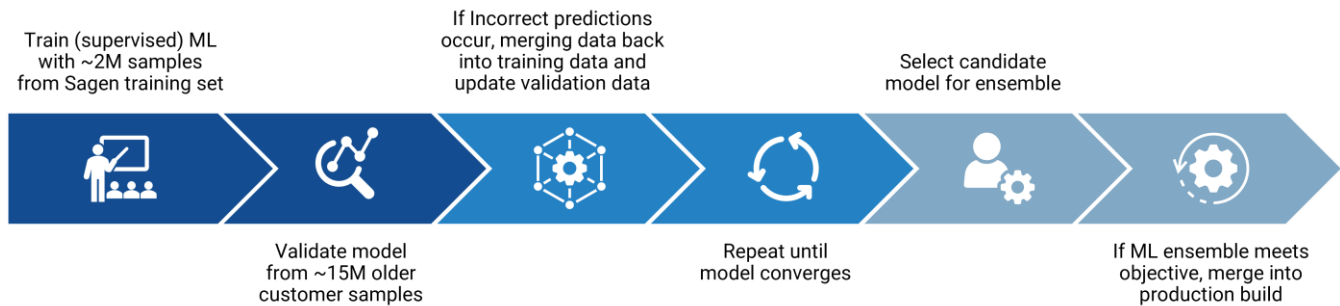 Train (supervised) ML
with ~2M samples
from Sagen training set
Validate model
from ~15M older
customer samples
If Incorrect predictions
occur, merging data back
into training data and
update validation data
Repeat until
model converges
Select candidate
model for ensemble
If ML ensemble meets
objective, merge into
production build